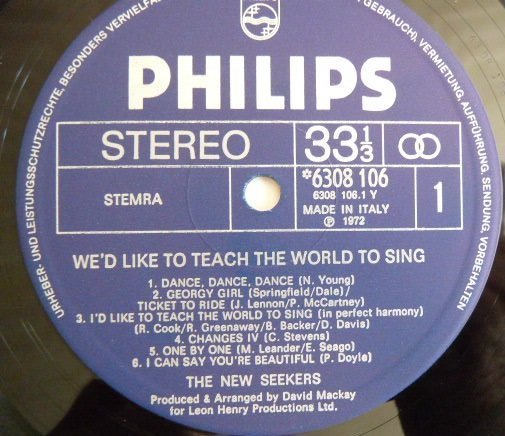 URHEBER- UND LEISTUNGSSCHUTZRECHTE, BESONDERS VERVIELFÄ
GEBRAUCH), VERMIETUNG, AUFFÜHRUNG, SENDUNG, VORBEHALTEN
PHILIPS
STEREO 33 1/3
STEMRA *6308 106 1
6308 106.1 Y
MADE IN ITALY
℗ 1972
WE'D LIKE TO TEACH THE WORLD TO SING
1. DANCE, DANCE, DANCE (N. Young)
2. GEORGY GIRL (Springfield/Dale)/
TICKET TO RIDE (J. Lennon/P. McCartney)
3. I'D LIKE TO TEACH THE WORLD TO SING (in perfect harmony)
(R. Cook/R. Greenaway/B. Backer/D. Davis)
4. CHANGES IV (C. Stevens)
5. ONE BY ONE (M. Leander/E. Seago)
6. I CAN SAY YOU'RE BEAUTIFUL (P. Doyle)
THE NEW SEEKERS
Produced & Arranged by David Mackay
for Leon Henry Productions Ltd.